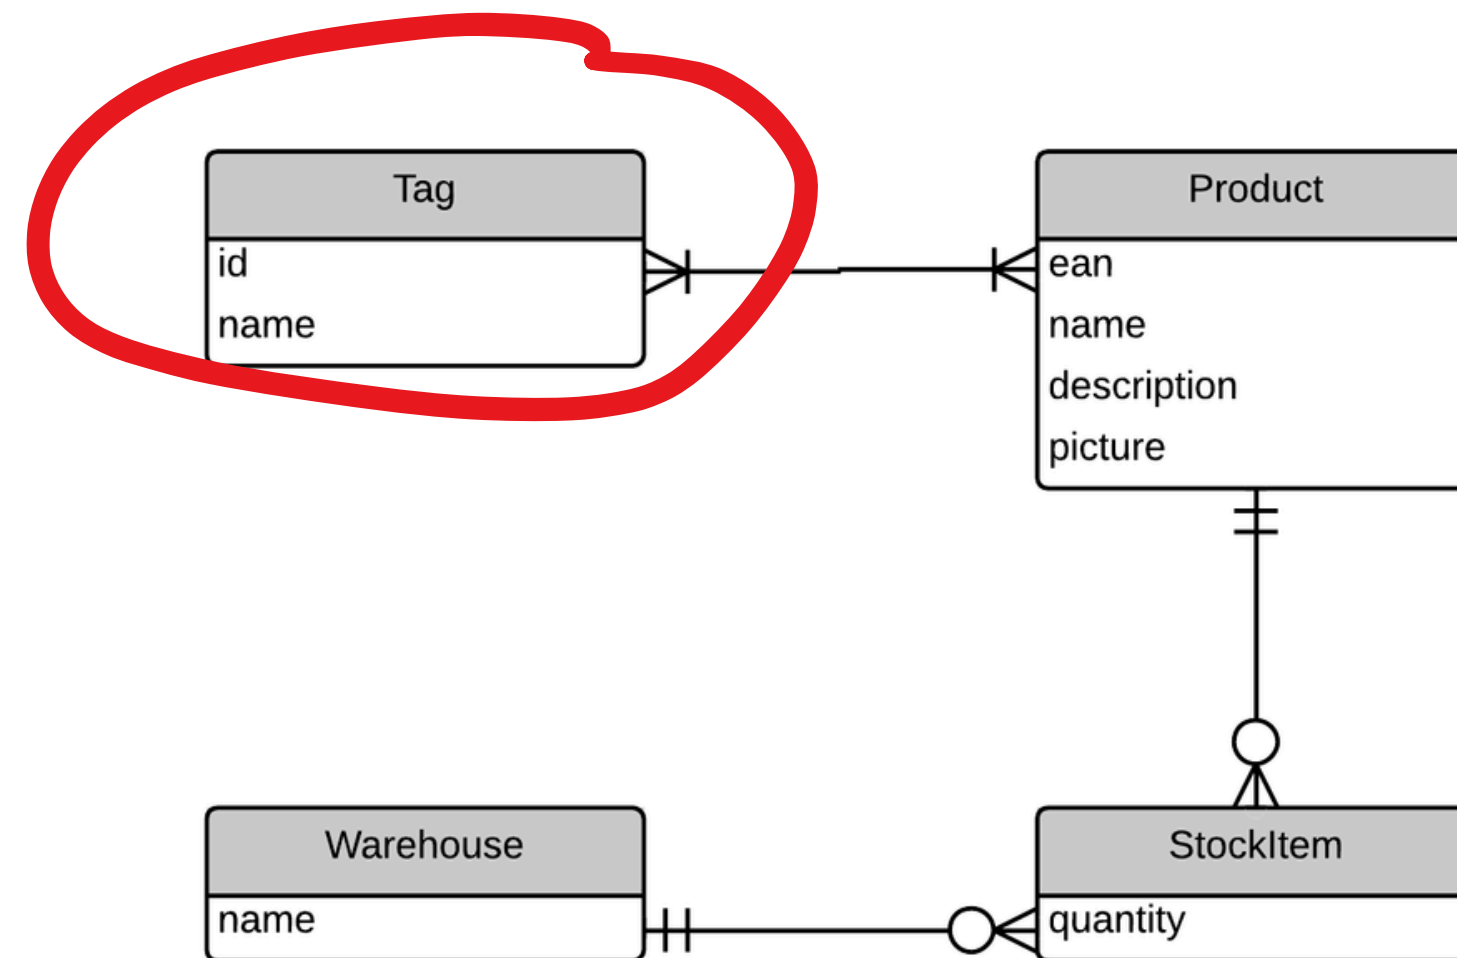 Tag
id
name
Product
ean
name
description
picture
Warehouse
name
StockItem
quantity